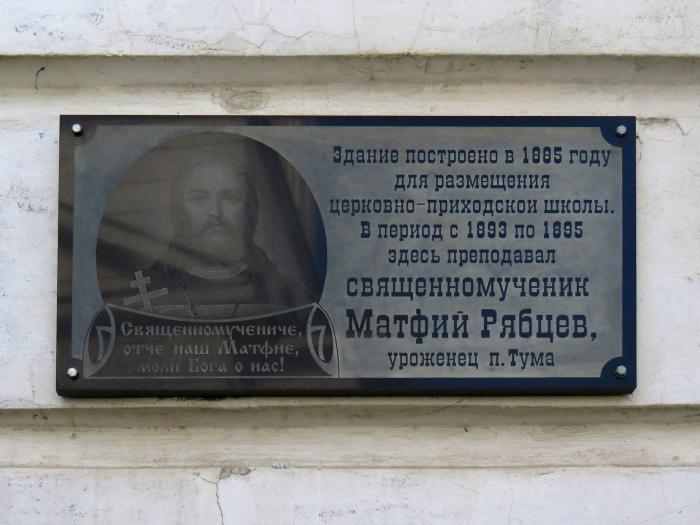 Здание построено в 1885 году
для размещения
церковно-приходской школы.
В период с 1893 по 1895
здесь преподавал
священномученик
Матфий Рябцев,
уроженец п.Тума
Священномучениче,
отче наш Матфие,
моли Бога о нас!